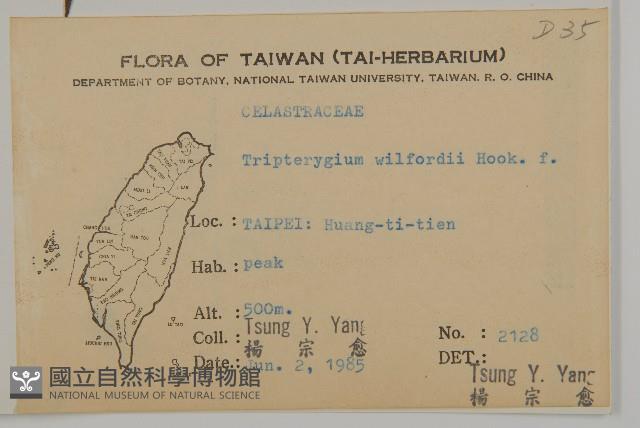 D 35
FLORA OF TAIWAN (TAI-HERBARIUM)
DEPARTMENT OF BOTANY, NATIONAL TAIWAN UNIVERSITY, TAIWAN. R. O. CHINA
CELASTRACEAE
Tripterygium wilfordii Hook. f.
Loc. : TAIPEI: Huang-ti-tien
Hab. : peak
Alt. : 500m.
Coll. : Tsung Y. Yang
楊 宗 愈
No. : 2128
Date. : Jun. 2, 1985
DET. :
Tsung Y. Yang
楊 宗 愈
國立自然科學博物館
NATIONAL MUSEUM OF NATURAL SCIENCE